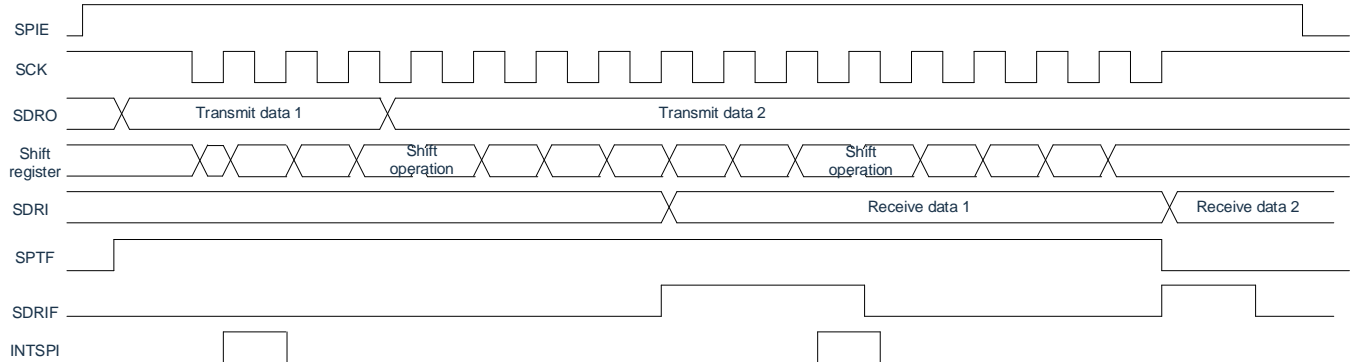 SPIE
SCK
SDRO
Transmit data 1
Transmit data 2
Shift
register
Shift
operation
Shift
operation
SDRI
Receive data 1
Receive data 2
SPTF
SDRIF
INTSPI